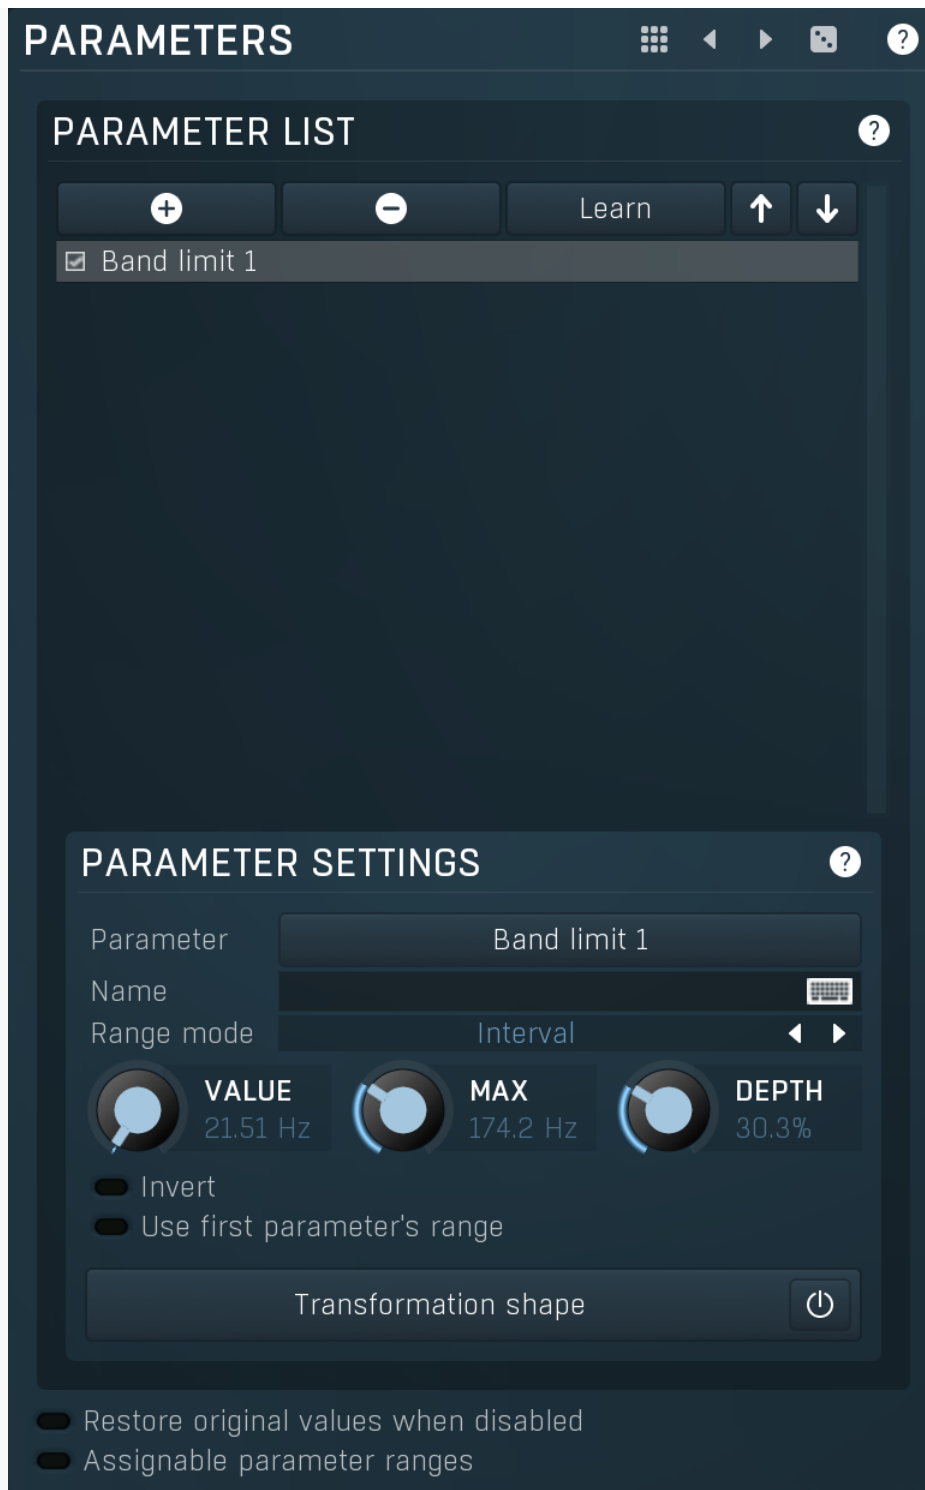 PARAMETERS ?
PARAMETER LIST ?
Learn
Band limit 1
PARAMETER SETTINGS ?
Parameter Band limit 1
Name
Range mode Interval
VALUE MAX DEPTH
21.51 Hz 174.2 Hz 30.3%
Invert
Use first parameter's range
Transformation shape
Restore original values when disabled
Assignable parameter ranges